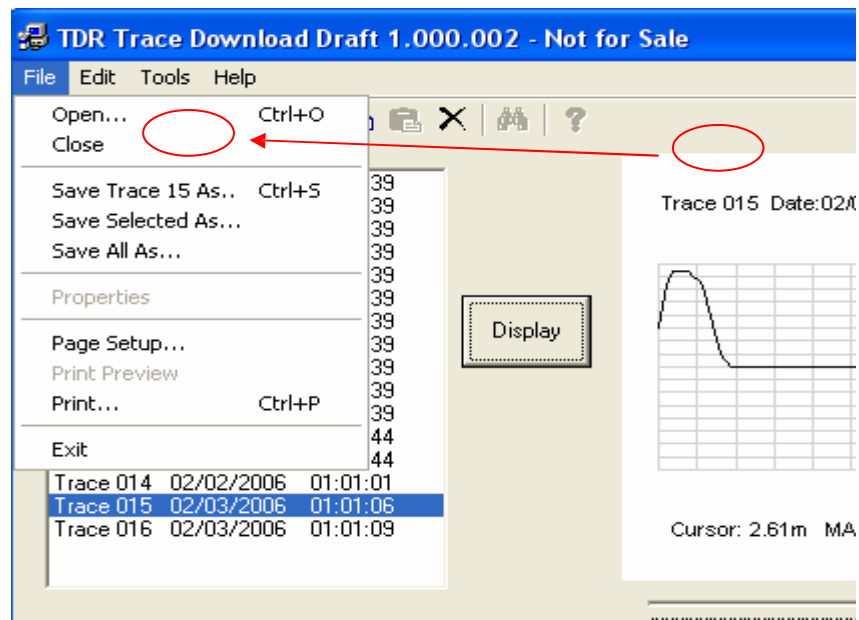 TDR Trace Download Draft 1.000.002 - Not for Sale
File Edit Tools Help
Open... Ctrl+O
Close
Save Trace 15 As.. Ctrl+S
Save Selected As...
Save All As...
Properties
Page Setup...
Print Preview
Print... Ctrl+P
Exit
39
39
39
39
39
39
39
39
39
39
39
44
44
Trace 014 02/02/2006 01:01:01
Trace 015 02/03/2006 01:01:06
Trace 016 02/03/2006 01:01:09
Display
Trace 015 Date:02/
Cursor: 2.61m MA